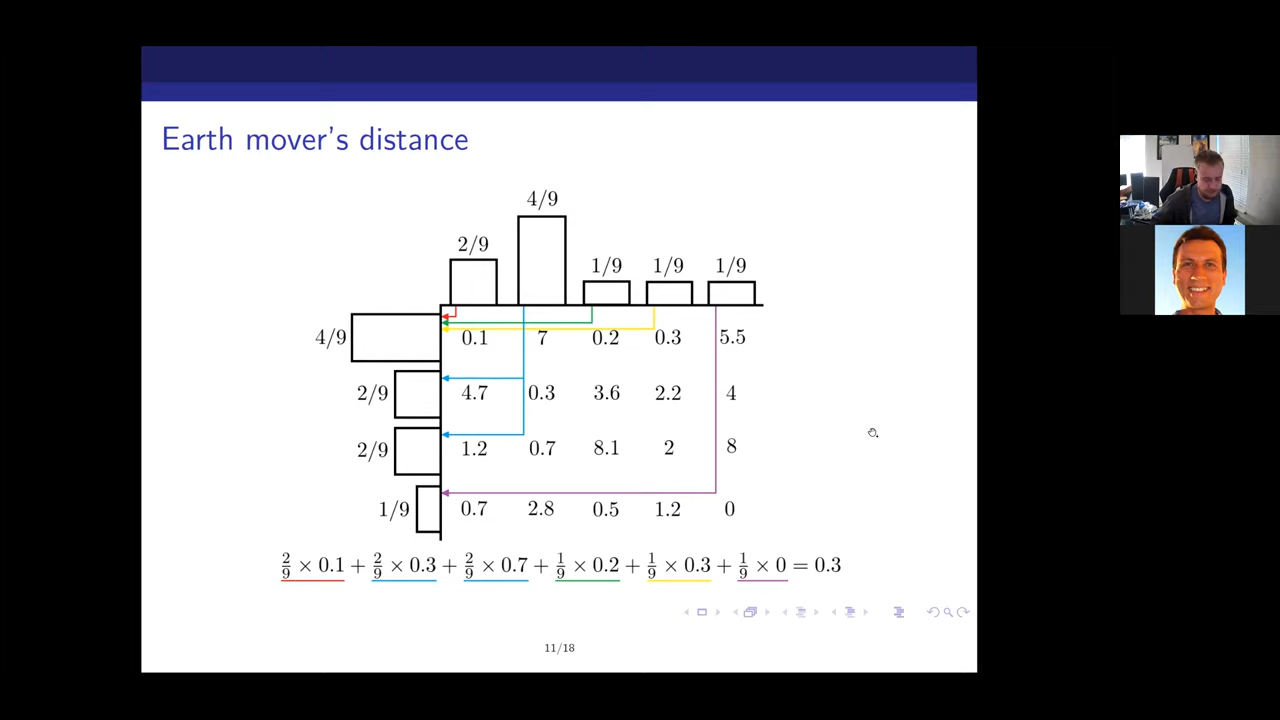 Earth mover's distance
4/9
2/9
1/9 1/9 1/9
4/9 0.1 7 0.2 0.3 5.5
2/9 4.7 0.3 3.6 2.2 4
2/9 1.2 0.7 8.1 2 8
1/9 0.7 2.8 0.5 1.2 0
2/9 × 0.1 + 2/9 × 0.3 + 2/9 × 0.7 + 1/9 × 0.2 + 1/9 × 0.3 + 1/9 × 0 = 0.3
11/18